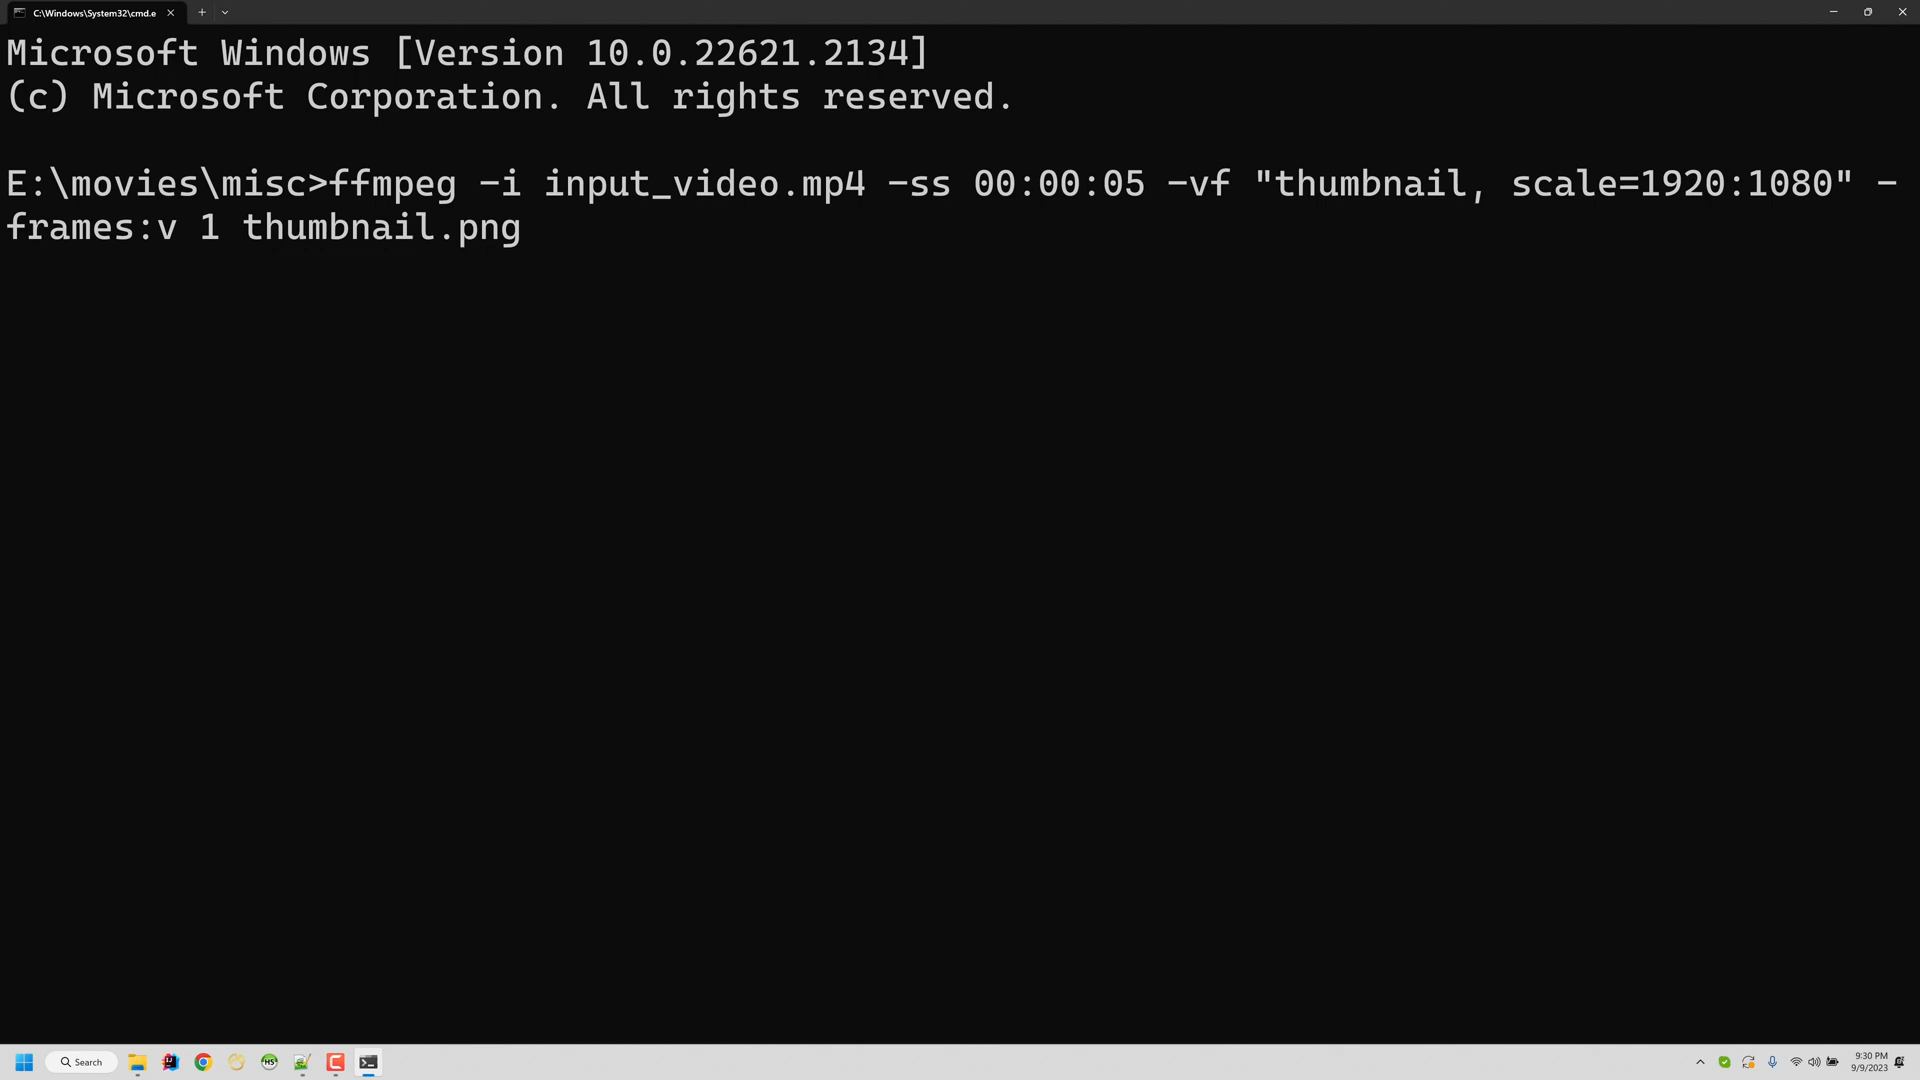 C:\Windows\System32\cmd.e
Microsoft Windows [Version 10.0.22621.2134]
(c) Microsoft Corporation. All rights reserved.
E:\movies\misc>ffmpeg -i input_video.mp4 -ss 00:00:05 -vf "thumbnail, scale=1920:1080" -
frames:v 1 thumbnail.png
Search
9:30 PM
9/9/2023